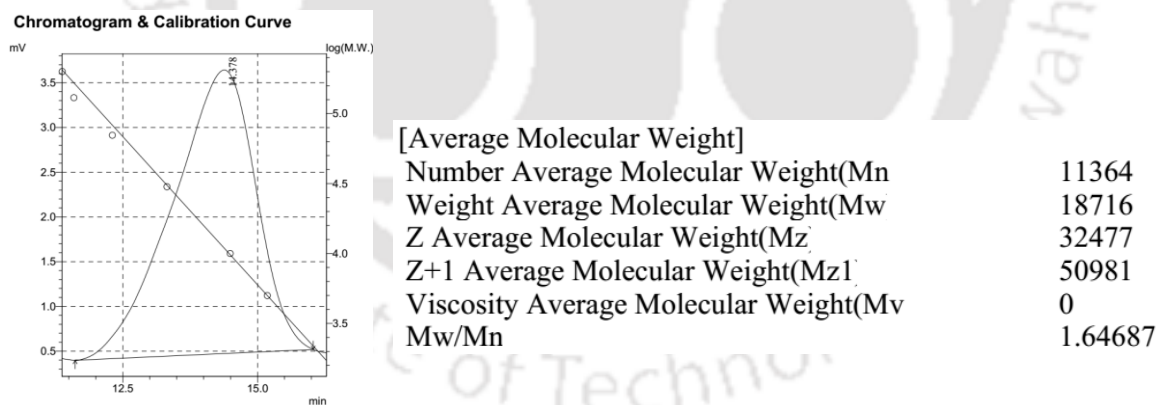 Chromatogram & Calibration Curve
mV
log(M.W.)
14.378
3.5
3.0
2.5
2.0
1.5
1.0
0.5
5.0
4.5
4.0
3.5
12.5 15.0
min
[Average Molecular Weight]
Number Average Molecular Weight(Mn 11364
Weight Average Molecular Weight(Mw 18716
Z Average Molecular Weight(Mz 32477
Z+1 Average Molecular Weight(Mz1 50981
Viscosity Average Molecular Weight(Mv 0
Mw/Mn 1.64687
of Techno